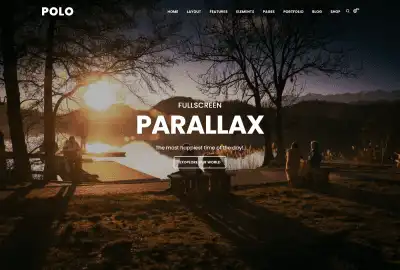 POLO
HOME LAYOUT FEATURES ELEMENTS PAGES PORTFOLIO BLOG SHOP
FULLSCREEN
PARALLAX
The most happiest time of the day!.
EXPLORE OUR WORLD